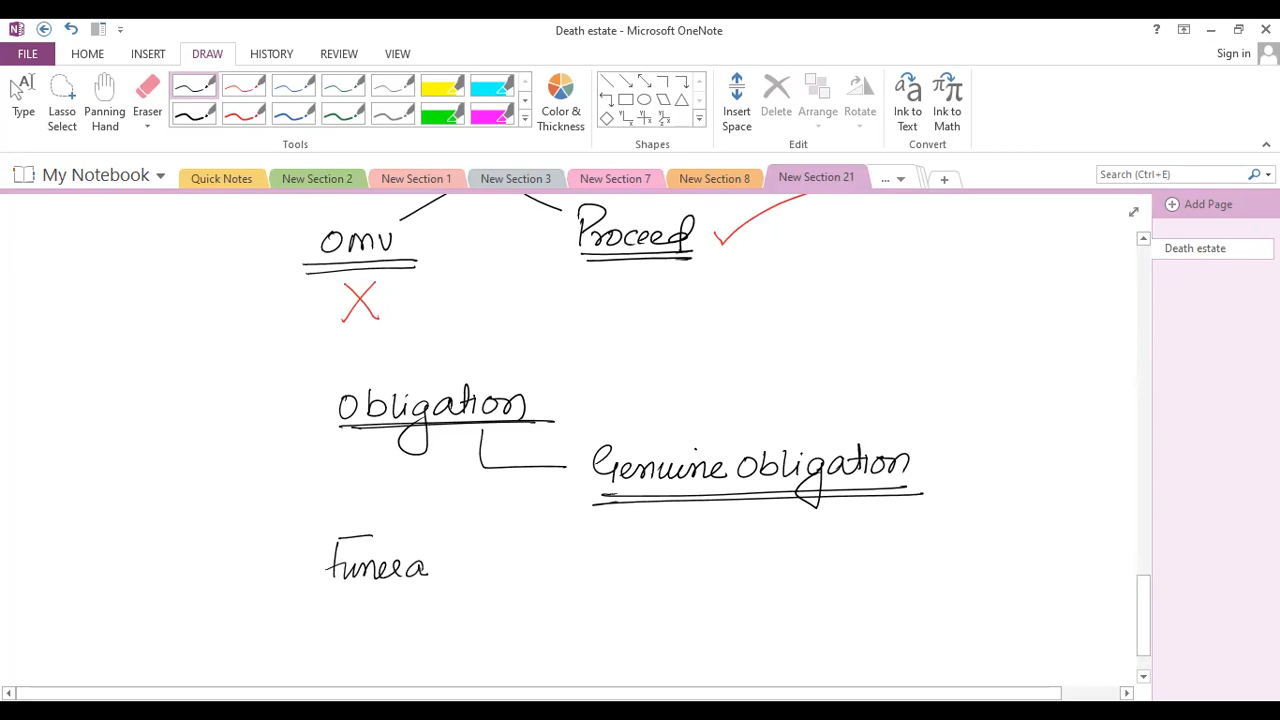 Death estate - Microsoft OneNote
FILE HOME INSERT DRAW HISTORY REVIEW VIEW
Sign in
Type
Lasso Select
Panning Hand
Eraser
Color & Thickness
Insert Space
Delete
Arrange
Rotate
Ink to Text
Ink to Math
Tools
Shapes
Edit
Convert
My Notebook Quick Notes New Section 2 New Section 1 New Section 3 New Section 7 New Section 8 New Section 21 ...
Search (Ctrl+E)
Add Page
Death estate
OMV Proceed
Obligation
Genuine Obligation
Funera